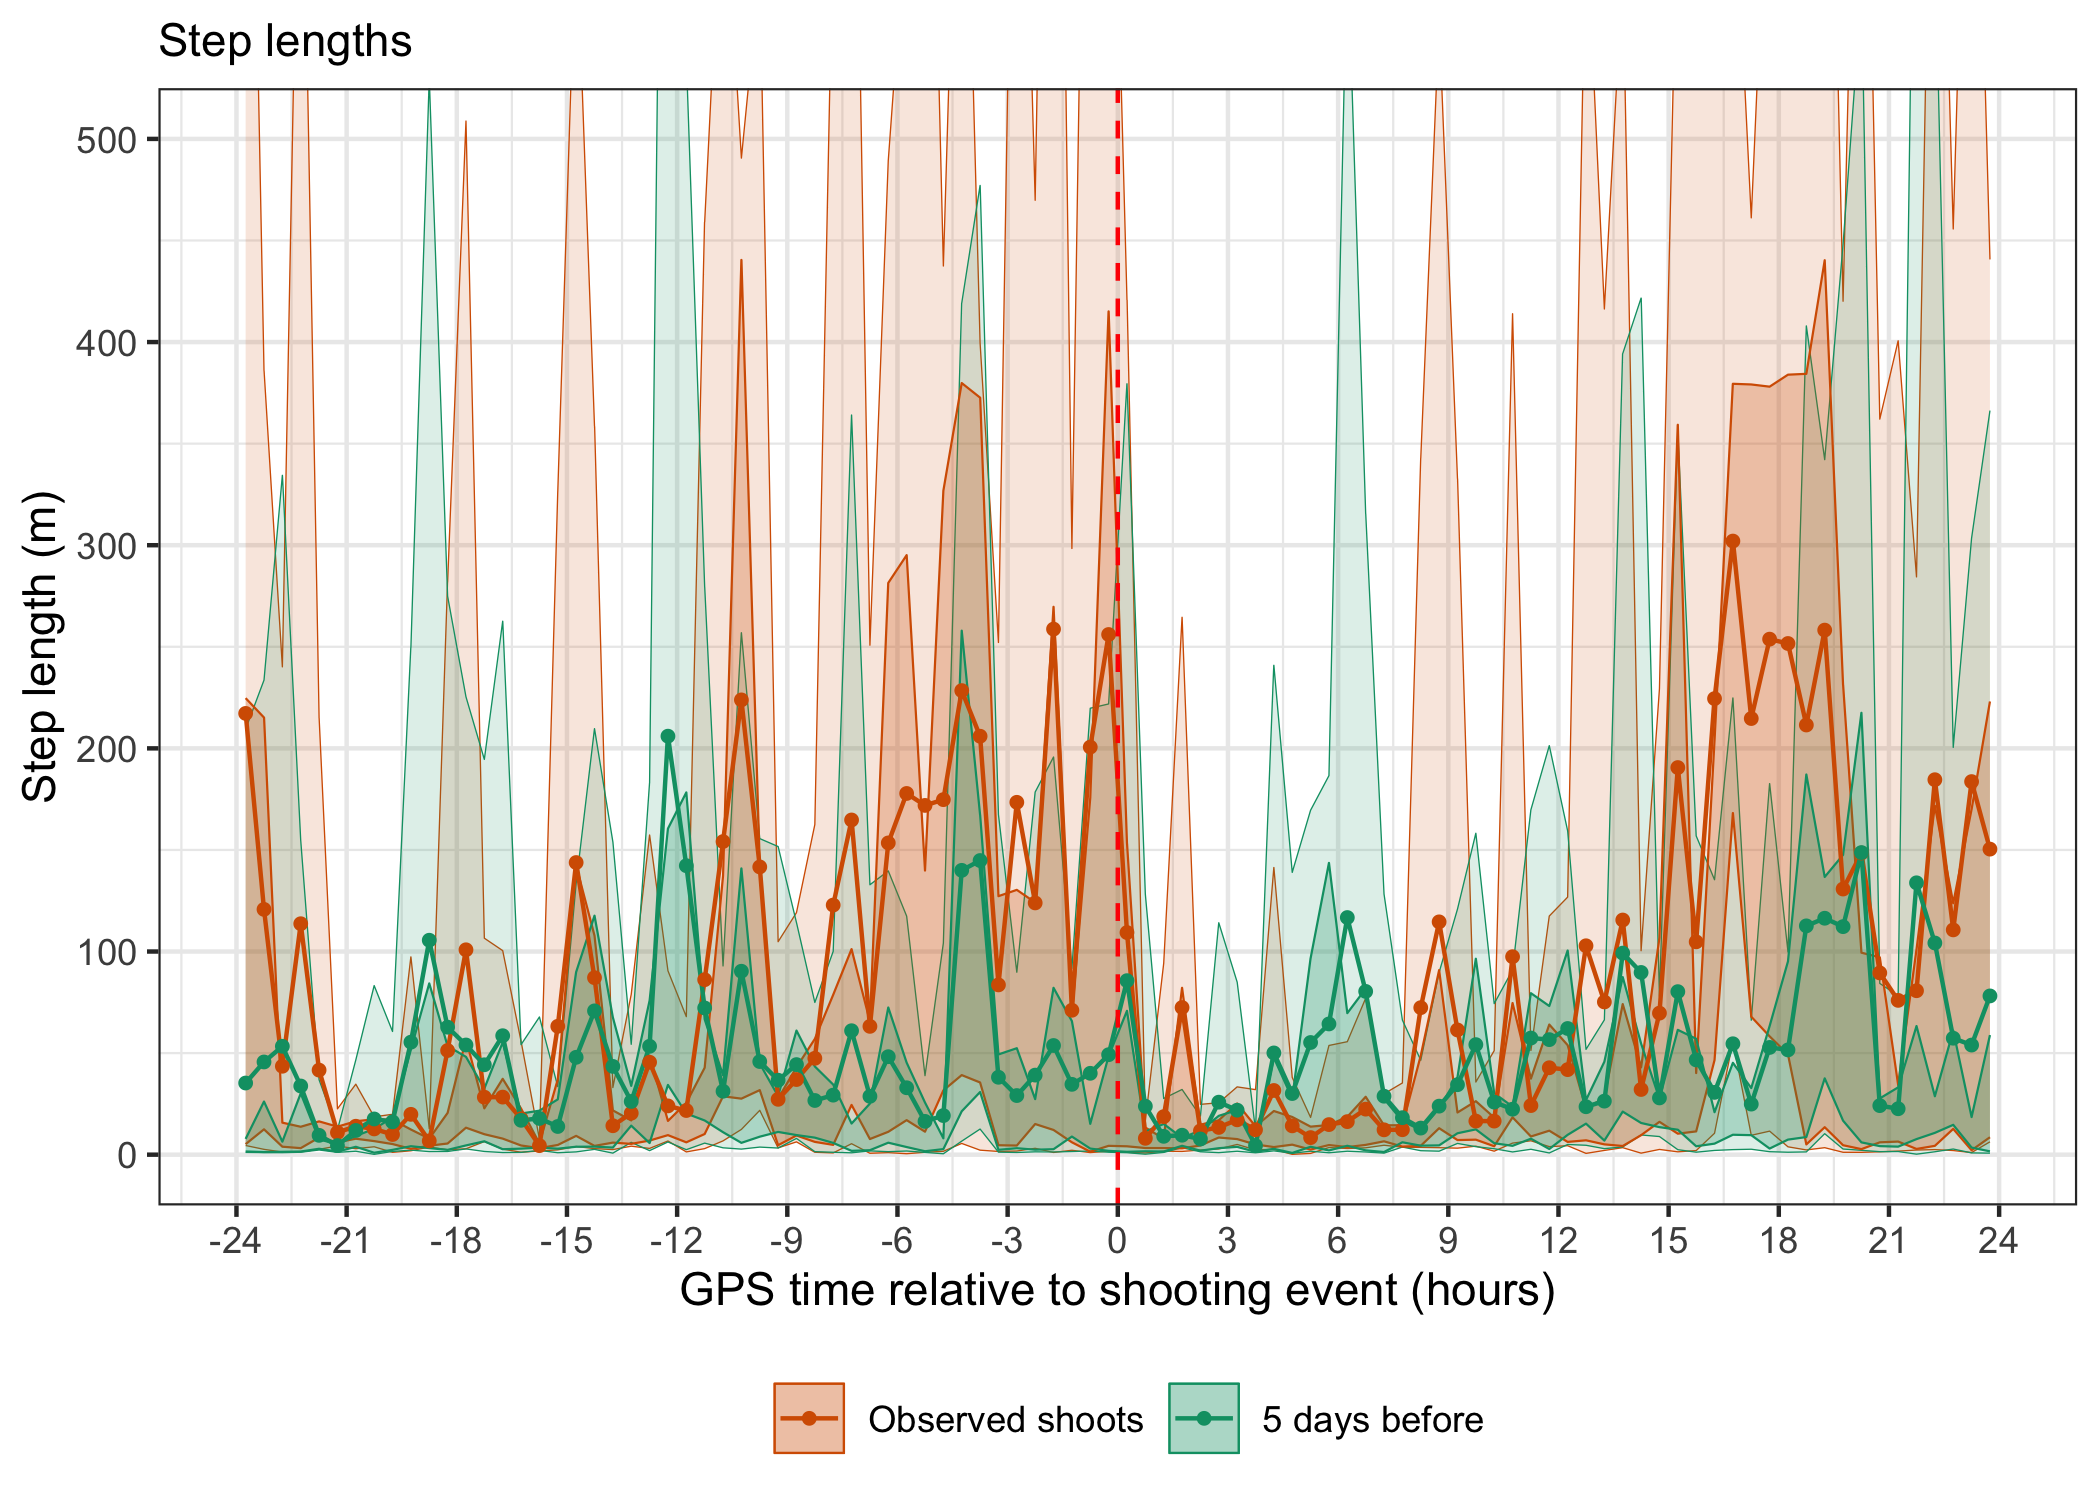 Step lengths
Step length (m)
500
400
300
200
100
0
-24 -21 -18 -15 -12 -9 -6 -3 0 3 6 9 12 15 18 21 24
GPS time relative to shooting event (hours)
Observed shoots 5 days before